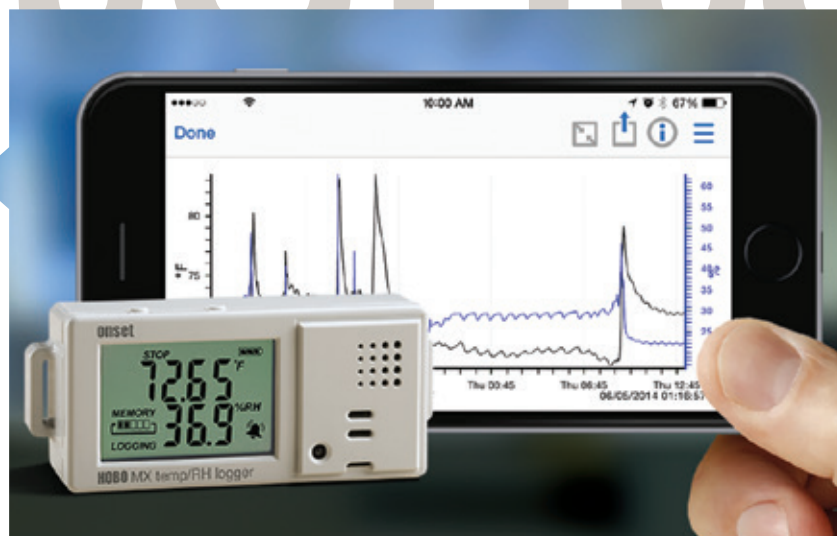 10:00 AM
67%
Done
°F
80
75
60
55
50
45
40
35
30
25
Thu 00:45
Thu 06:45
Thu 12:45
06/05/2014 01:16:57
onset
STOP
72.65 °F
MEMORY
36.9 %RH
LOGGING
HOBO MX temp/RH logger